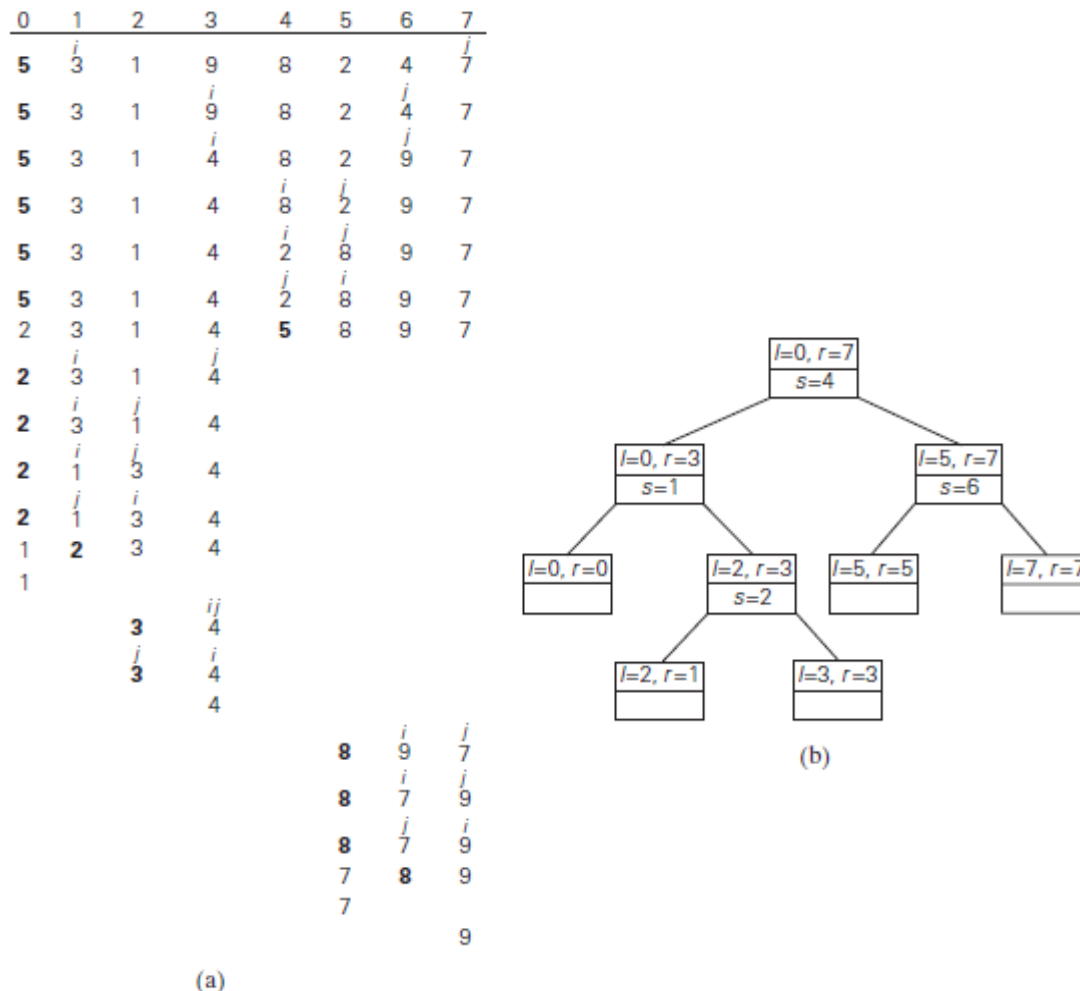 0 1 2 3 4 5 6 7
i j
5 3 1 9 8 2 4 7
i j
5 3 1 9 8 2 4 7
i j
5 3 1 4 8 2 9 7
i j
5 3 1 4 8 2 9 7
i j
5 3 1 4 2 8 9 7
j i
5 3 1 4 2 8 9 7
2 3 1 4 5 8 9 7
i j
2 3 1 4
i j
2 3 1 4
i j
2 1 3 4
j i
2 1 3 4
1 2 3 4
1
ij
3 4
j i
3 4
4
i j
8 9 7
i j
8 7 9
j i
8 7 9
7 8 9
7
9
(a)
l=0, r=7
s=4
l=0, r=3
s=1
l=5, r=7
s=6
l=0, r=0
l=2, r=3
s=2
l=5, r=5
l=7, r=7
l=2, r=1
l=3, r=3
(b)